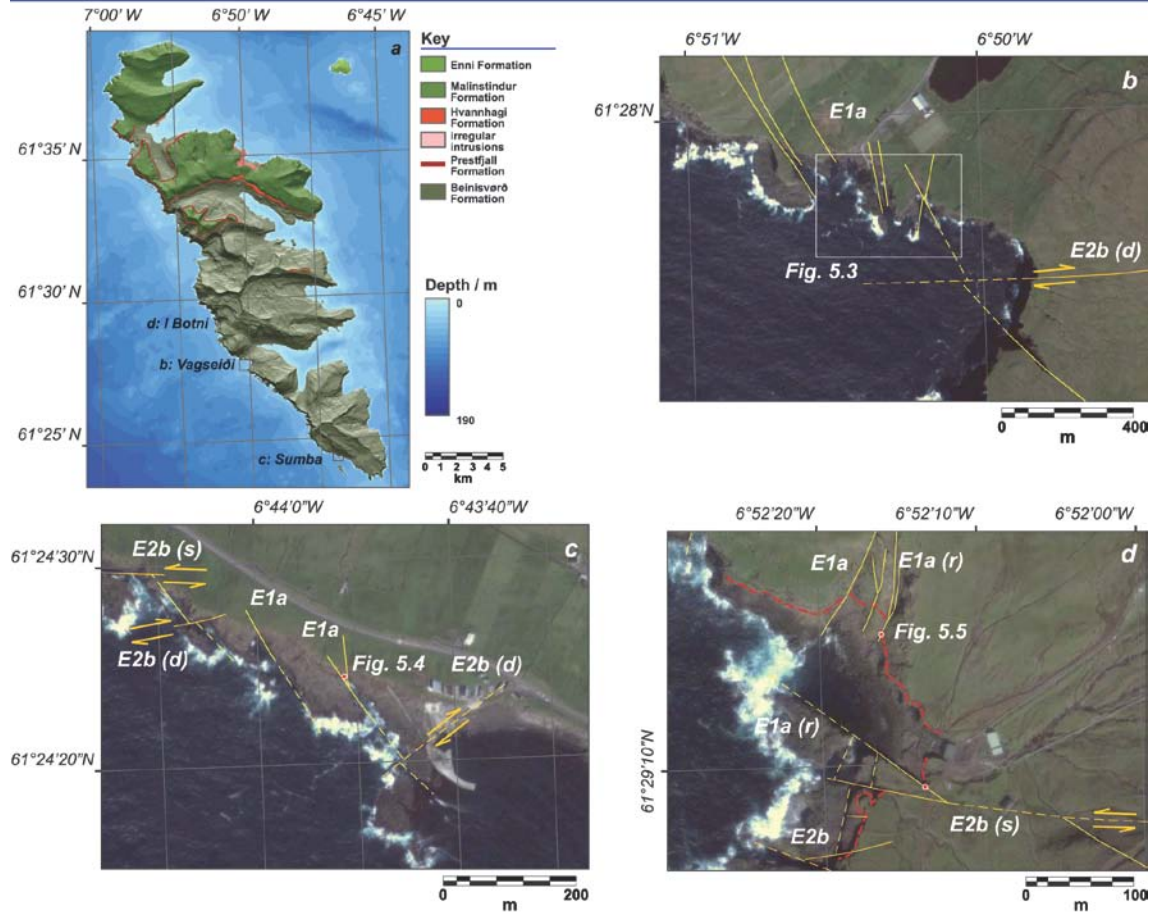 7°00' W
6°50' W
6°45' W
a
61°35' N
61°30' N
61°25' N
d: Í Botni
b: Vagseiði
c: Sumba
Key
Enni Formation
Malinstindur
Formation
Hvannhagi
Formation
Irregular
intrusions
Prestfjall
Formation
Beinisvørð
Formation
Depth / m
0
190
0 1 2 3 4 5
km
6°51' W
6°50' W
b
61°28'N
E1a
Fig. 5.3
E2b (d)
0 400
m
6°44'0"W
6°43'40"W
c
61°24'30"N
61°24'20"N
E2b (s)
E1a
E2b (d)
E1a
Fig. 5.4
E2b (d)
0 200
m
6°52'20"W
6°52'10"W
6°52'00"W
d
61°29'10"N
E1a
E1a (r)
Fig. 5.5
E1a (r)
E2b
E2b (s)
0 100
m